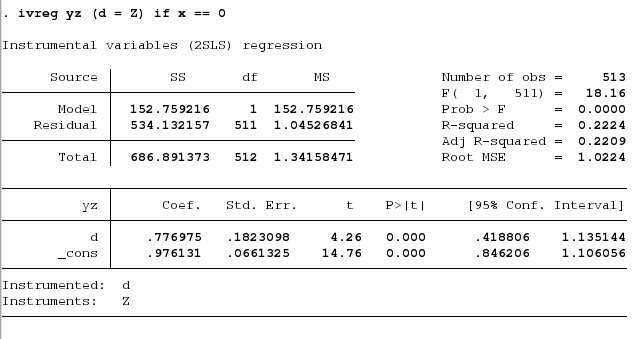 . ivreg yz (d = Z) if x == 0
Instrumental variables (2SLS) regression
Source | SS df MS Number of obs = 513
F( 1, 511) = 18.16
Model | 152.759216 1 152.759216 Prob > F = 0.0000
Residual | 534.132157 511 1.04526841 R-squared = 0.2224
Adj R-squared = 0.2209
Total | 686.891373 512 1.34158471 Root MSE = 1.0224
yz | Coef. Std. Err. t P>|t| [95% Conf. Interval]
d | .776975 .1823098 4.26 0.000 .418806 1.135144
_cons | .976131 .0661325 14.76 0.000 .846206 1.106056
Instrumented: d
Instruments: Z